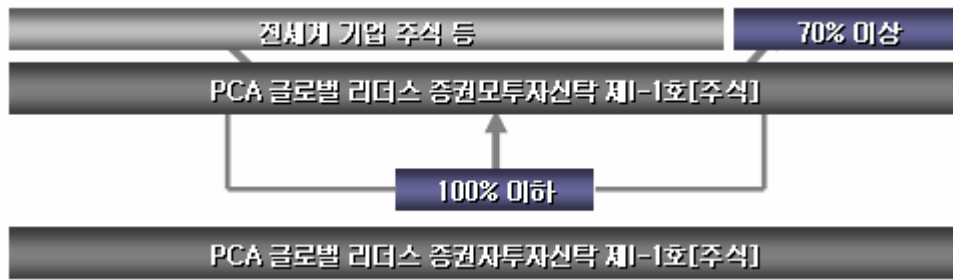 전세계 기업 주식 등
70% 이상
PCA 글로벌 리더스 증권모투자신탁 제I-1호[주식]
100% 이하
PCA 글로벌 리더스 증권자투자신탁 제I-1호[주식]